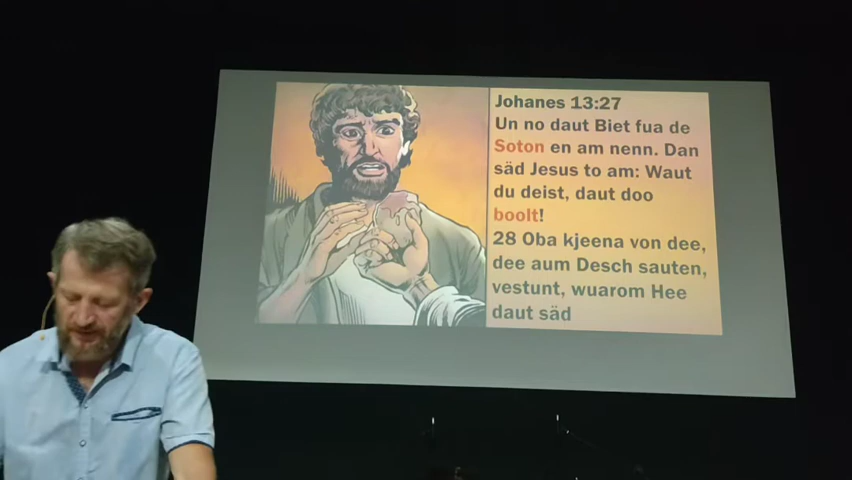 Johanes 13:27
Un no daut Biet fua de
Soton en am nenn. Dan
säd Jesus to am: Waut
du deist, daut doo
boolt!
28 Oba kjeena von dee,
dee aum Desch sauten,
vestunt, wuarom Hee
daut säd